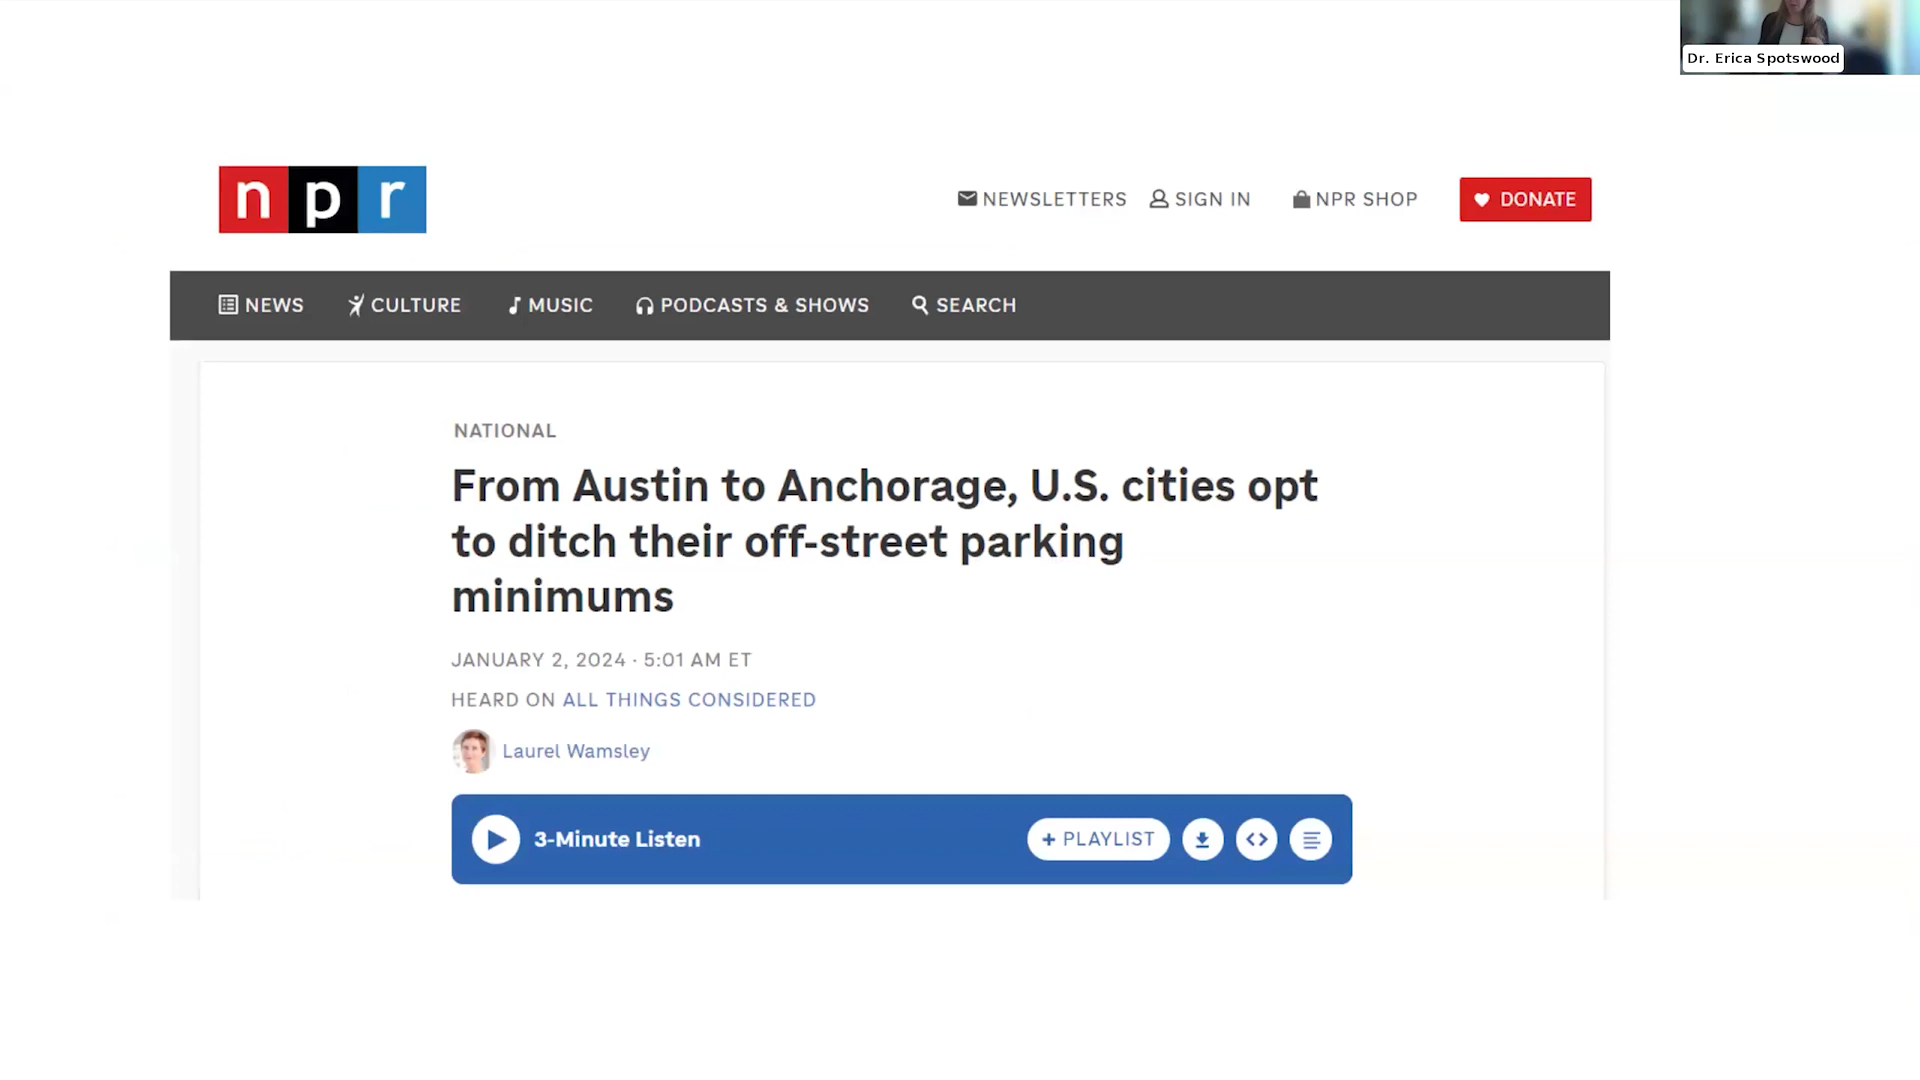 Dr. Erica Spotswood
npr
NEWSLETTERS SIGN IN NPR SHOP DONATE
NEWS CULTURE MUSIC PODCASTS & SHOWS SEARCH
NATIONAL
From Austin to Anchorage, U.S. cities opt
to ditch their off-street parking
minimums
JANUARY 2, 2024 · 5:01 AM ET
HEARD ON ALL THINGS CONSIDERED
Laurel Wamsley
3-Minute Listen + PLAYLIST